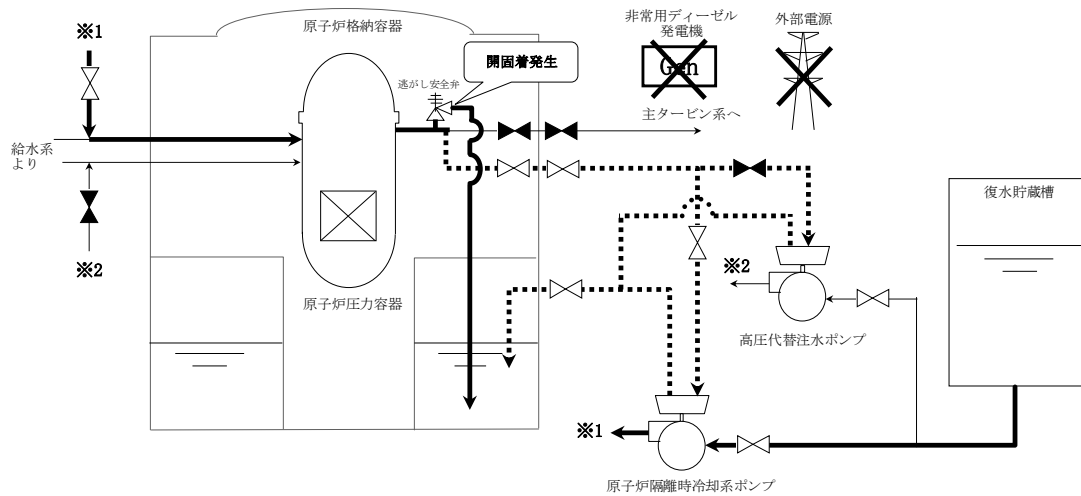 ※1
原子炉格納容器
非常用ディーゼル
発電機
外部電源
開固着発生
Gen
逃がし安全弁
主タービン系へ
給水系
より
復水貯蔵槽
※2
※2
原子炉圧力容器
高圧代替注水ポンプ
※1
原子炉隔離時冷却系ポンプ